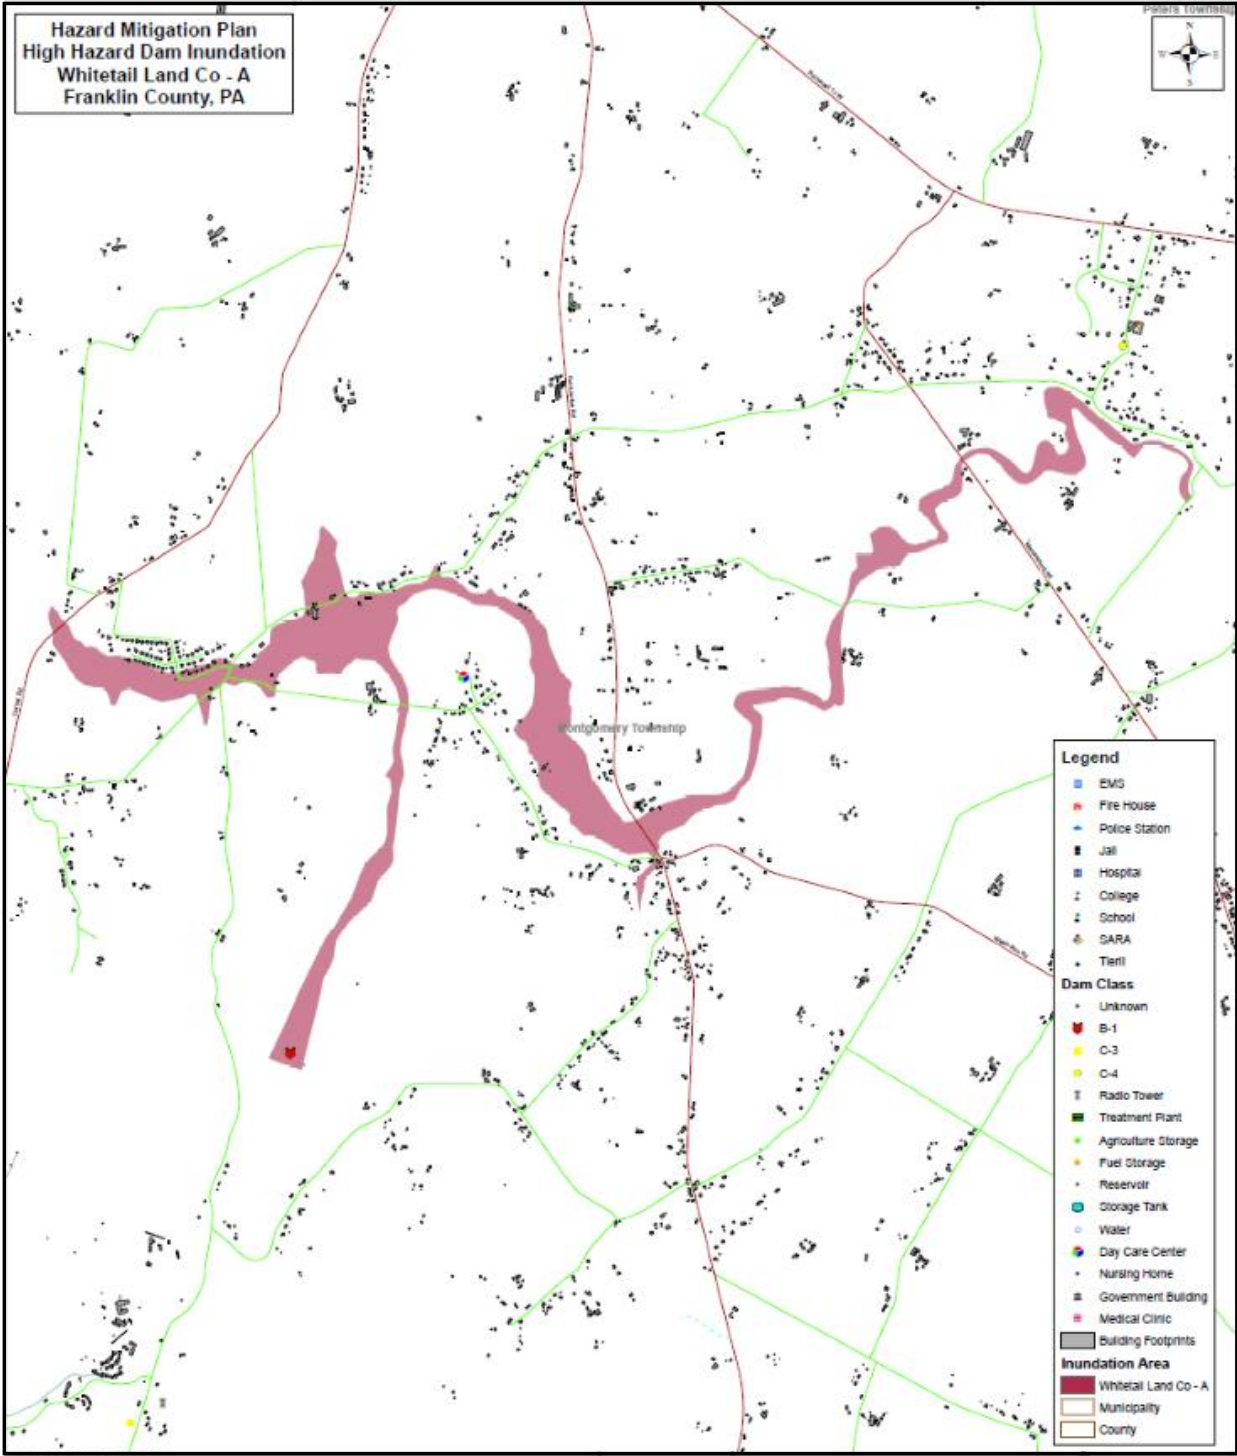 Peters Township
Hazard Mitigation Plan
High Hazard Dam Inundation
Whitetail Land Co - A
Franklin County, PA
N
W
E
S
Montgomery Township
Legend
EMS
Fire House
Police Station
Jail
Hospital
College
School
SARA
TierII
Dam Class
Unknown
B-1
C-3
C-4
Radio Tower
Treatment Plant
Agriculture Storage
Fuel Storage
Reservoir
Storage Tank
Water
Day Care Center
Nursing Home
Government Building
Medical Clinic
Building Footprints
Inundation Area
Whitetail Land Co - A
Municipality
County